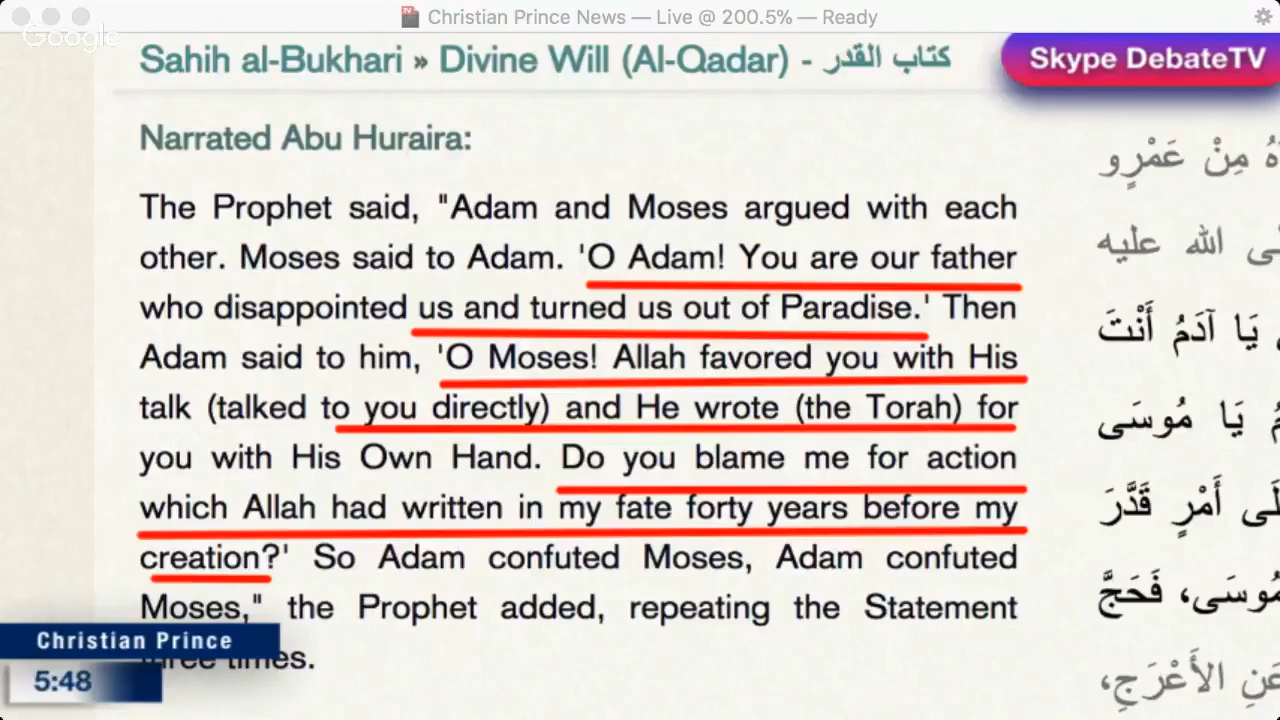 Christian Prince News — Live @ 200.5% — Ready
Google
Sahih al-Bukhari » Divine Will (Al-Qadar) - كتاب القدر
Skype DebateTV
Narrated Abu Huraira:
The Prophet said, "Adam and Moses argued with each
other. Moses said to Adam. 'O Adam! You are our father
who disappointed us and turned us out of Paradise.' Then
Adam said to him, 'O Moses! Allah favored you with His
talk (talked to you directly) and He wrote (the Torah) for
you with His Own Hand. Do you blame me for action
which Allah had written in my fate forty years before my
creation?' So Adam confuted Moses, Adam confuted
Moses," the Prophet added, repeating the Statement
three times.
مِنْ عَمْرٍو
الله عليه
يَا آدَمُ أَنْتَ
يَا مُوسَى
أَمْرٍ قَدَّرَ
فَحَجَّ
الأَعْرَجِ،
Christian Prince
5:48